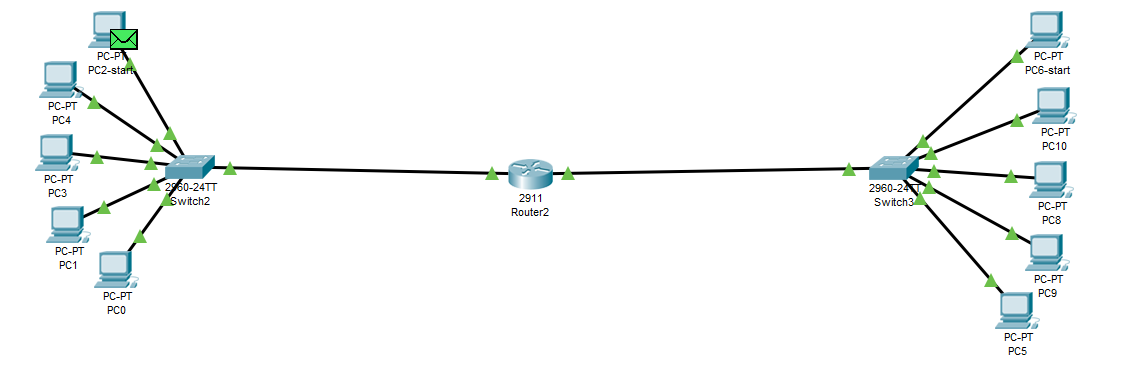 PC-PT
PC2-start
PC-PT
PC4
PC-PT
PC3
PC-PT
PC1
PC-PT
PC0
2960-24TT
Switch2
2911
Router2
2960-24TT
Switch3
PC-PT
PC6-start
PC-PT
PC10
PC-PT
PC8
PC-PT
PC9
PC-PT
PC5